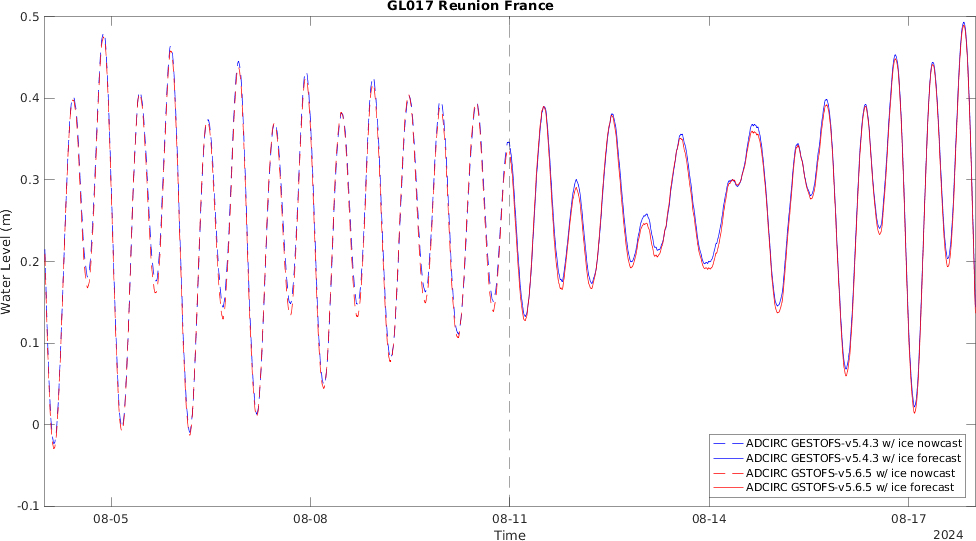 GL017 Reunion France
Water Level (m)
0.5
0.4
0.3
0.2
0.1
0
-0.1
08-05
08-08
08-11
08-14
08-17
Time
2024
ADCIRC GESTOFS-v5.4.3 w/ ice nowcast
ADCIRC GESTOFS-v5.4.3 w/ ice forecast
ADCIRC GSTOFS-v5.6.5 w/ ice nowcast
ADCIRC GSTOFS-v5.6.5 w/ ice forecast